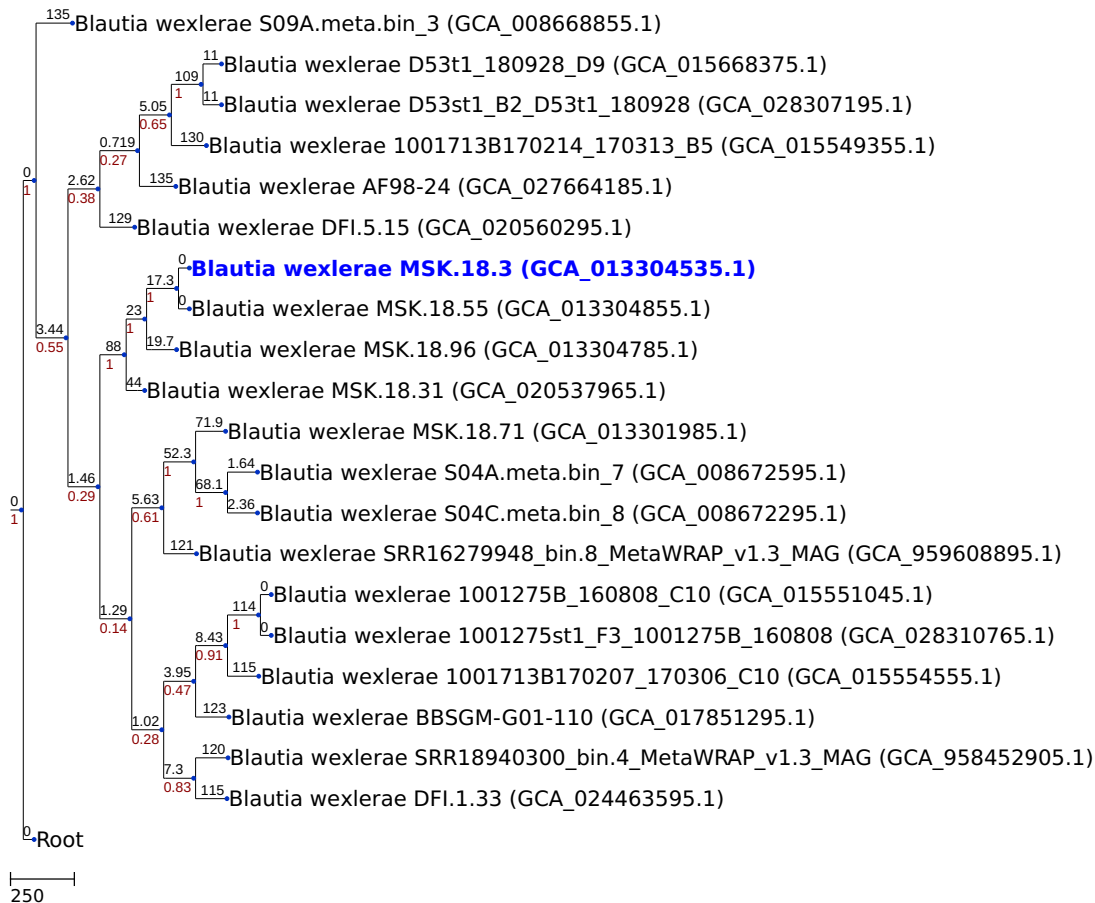 135
Blautia wexlerae S09A.meta.bin_3 (GCA_008668855.1)
11
Blautia wexlerae D53t1_180928_D9 (GCA_015668375.1)
109
1
11
Blautia wexlerae D53st1_B2_D53t1_180928 (GCA_028307195.1)
5.05
0.65
130
Blautia wexlerae 1001713B170214_170313_B5 (GCA_015549355.1)
0.719
0.27
135
Blautia wexlerae AF98-24 (GCA_027664185.1)
0
1
2.62
0.38
129
Blautia wexlerae DFI.5.15 (GCA_020560295.1)
0
Blautia wexlerae MSK.18.3 (GCA_013304535.1)
17.3
1
0
Blautia wexlerae MSK.18.55 (GCA_013304855.1)
23
1
19.7
Blautia wexlerae MSK.18.96 (GCA_013304785.1)
3.44
0.55
88
1
44
Blautia wexlerae MSK.18.31 (GCA_020537965.1)
71.9
Blautia wexlerae MSK.18.71 (GCA_013301985.1)
52.3
1
1.64
Blautia wexlerae S04A.meta.bin_7 (GCA_008672595.1)
68.1
1
2.36
Blautia wexlerae S04C.meta.bin_8 (GCA_008672295.1)
1.46
0.29
5.63
0.61
121
Blautia wexlerae SRR16279948_bin.8_MetaWRAP_v1.3_MAG (GCA_959608895.1)
0
1
0
Blautia wexlerae 1001275B_160808_C10 (GCA_015551045.1)
114
1
0
Blautia wexlerae 1001275st1_F3_1001275B_160808 (GCA_028310765.1)
1.29
0.14
8.43
0.91
115
Blautia wexlerae 1001713B170207_170306_C10 (GCA_015554555.1)
3.95
0.47
123
Blautia wexlerae BBSGM-G01-110 (GCA_017851295.1)
1.02
0.28
120
Blautia wexlerae SRR18940300_bin.4_MetaWRAP_v1.3_MAG (GCA_958452905.1)
7.3
0.83
115
Blautia wexlerae DFI.1.33 (GCA_024463595.1)
0
Root
250